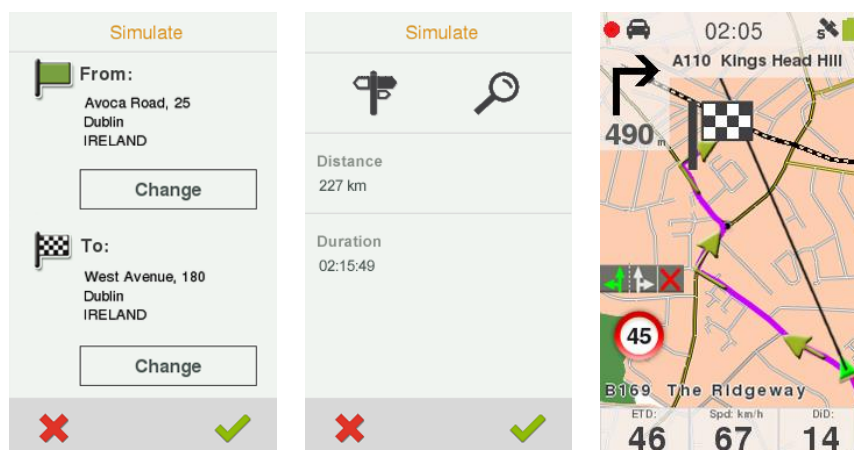 Simulate
From:
Avoca Road, 25
Dublin
IRELAND
Change
To:
West Avenue, 180
Dublin
IRELAND
Change
Simulate
Distance
227 km
Duration
02:15:49
02:05
S
A110 Kings Head Hill
490 m
45
B169 The Ridgeway
ETD: Spd: km/h DiD:
46 67 14